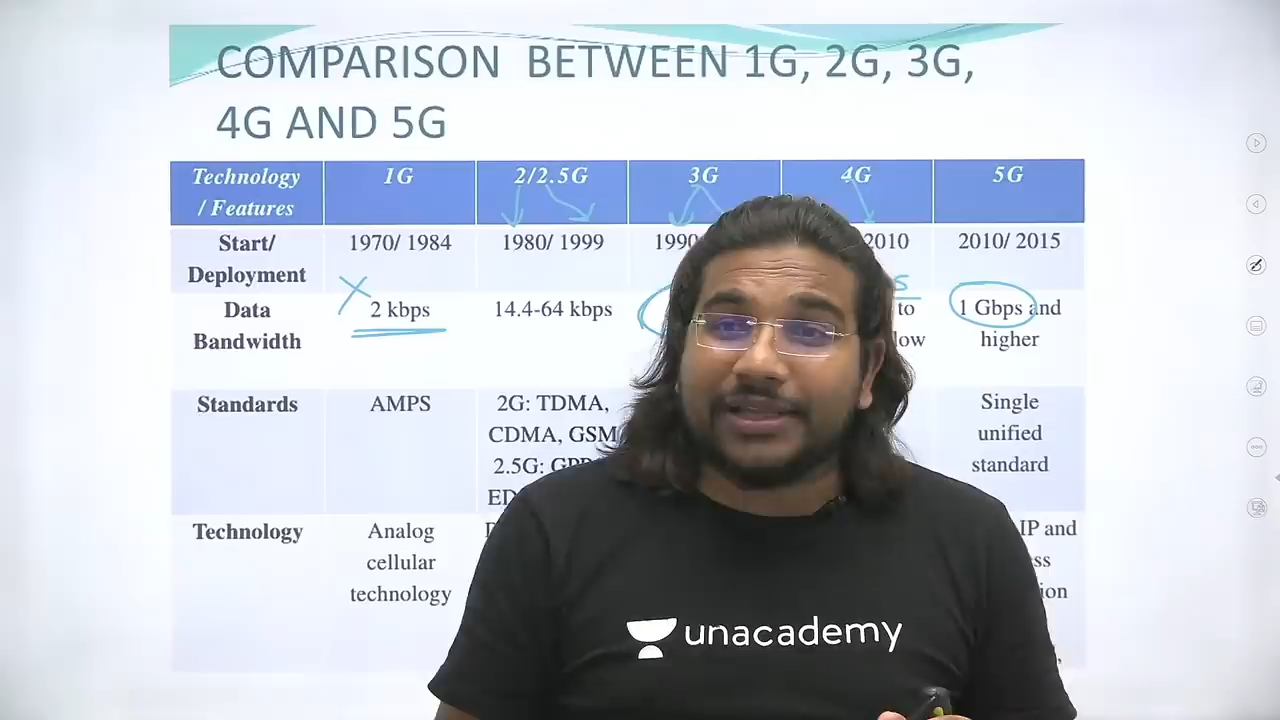 COMPARISON BETWEEN 1G, 2G, 3G,
4G AND 5G
Technology
/ Features
1G
2/2.5G
3G
4G
5G
Start/
Deployment
1970/ 1984
1980/ 1999
1990
2010
2010/ 2015
Data
Bandwidth
2 kbps
14.4-64 kbps
to
low
1 Gbps and
higher
Standards
AMPS
2G: TDMA,
CDMA, GSM
2.5G:
Single
unified
standard
Technology
Analog
cellular
technology
IP and
unacademy